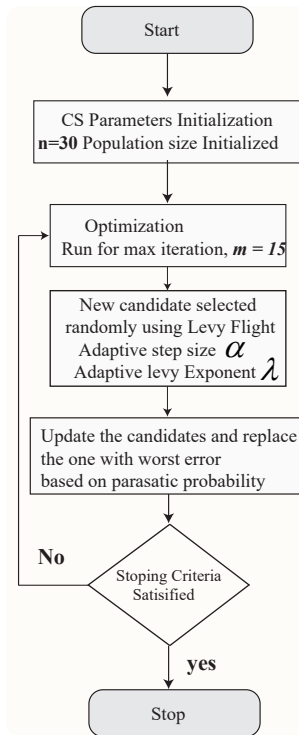 Start
CS Parameters Initialization
n=30 Population size Initialized
Optimization
Run for max iteration, m = 15
New candidate selected
randomly using Levy Flight
Adaptive step size α
Adaptive levy Exponent λ
Update the candidates and replace
the one with worst error
based on parasatic probability
No
Stoping Criteria
Satisified
yes
Stop